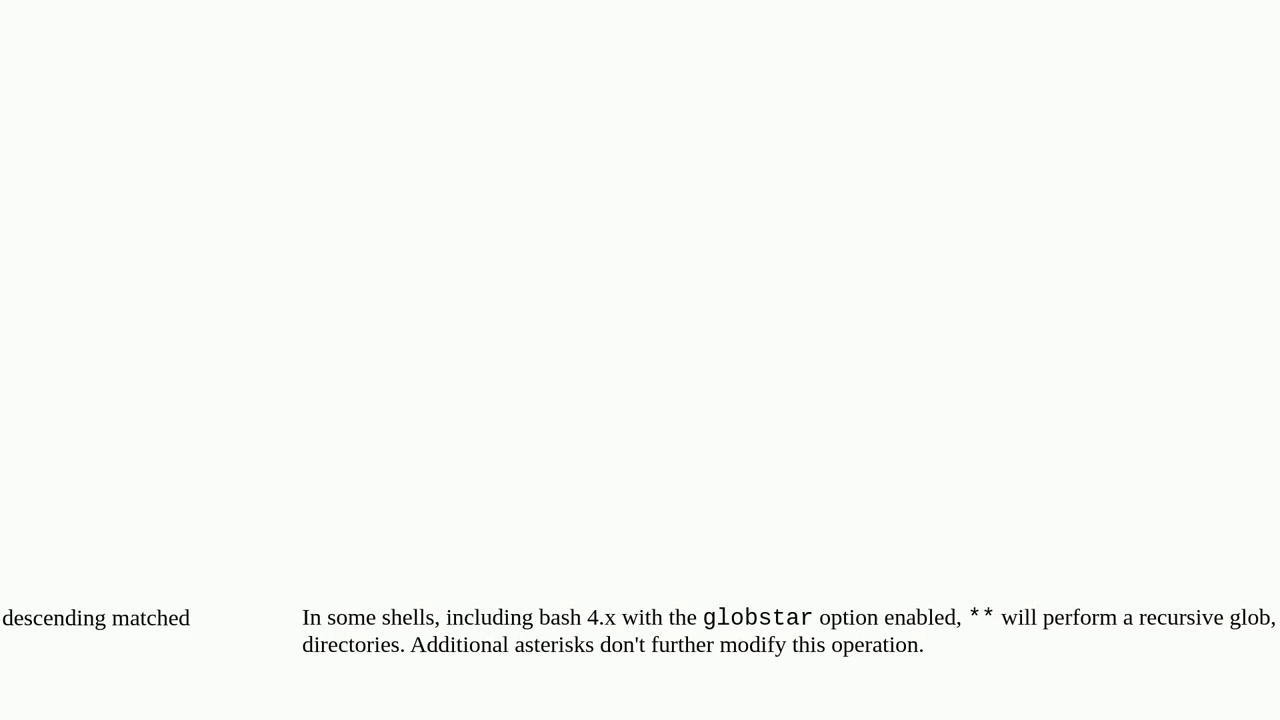 In some shells, including bash 4.x with the globstar option enabled, ** will perform a recursive glob,
descending matched
directories. Additional asterisks don't further modify this operation.